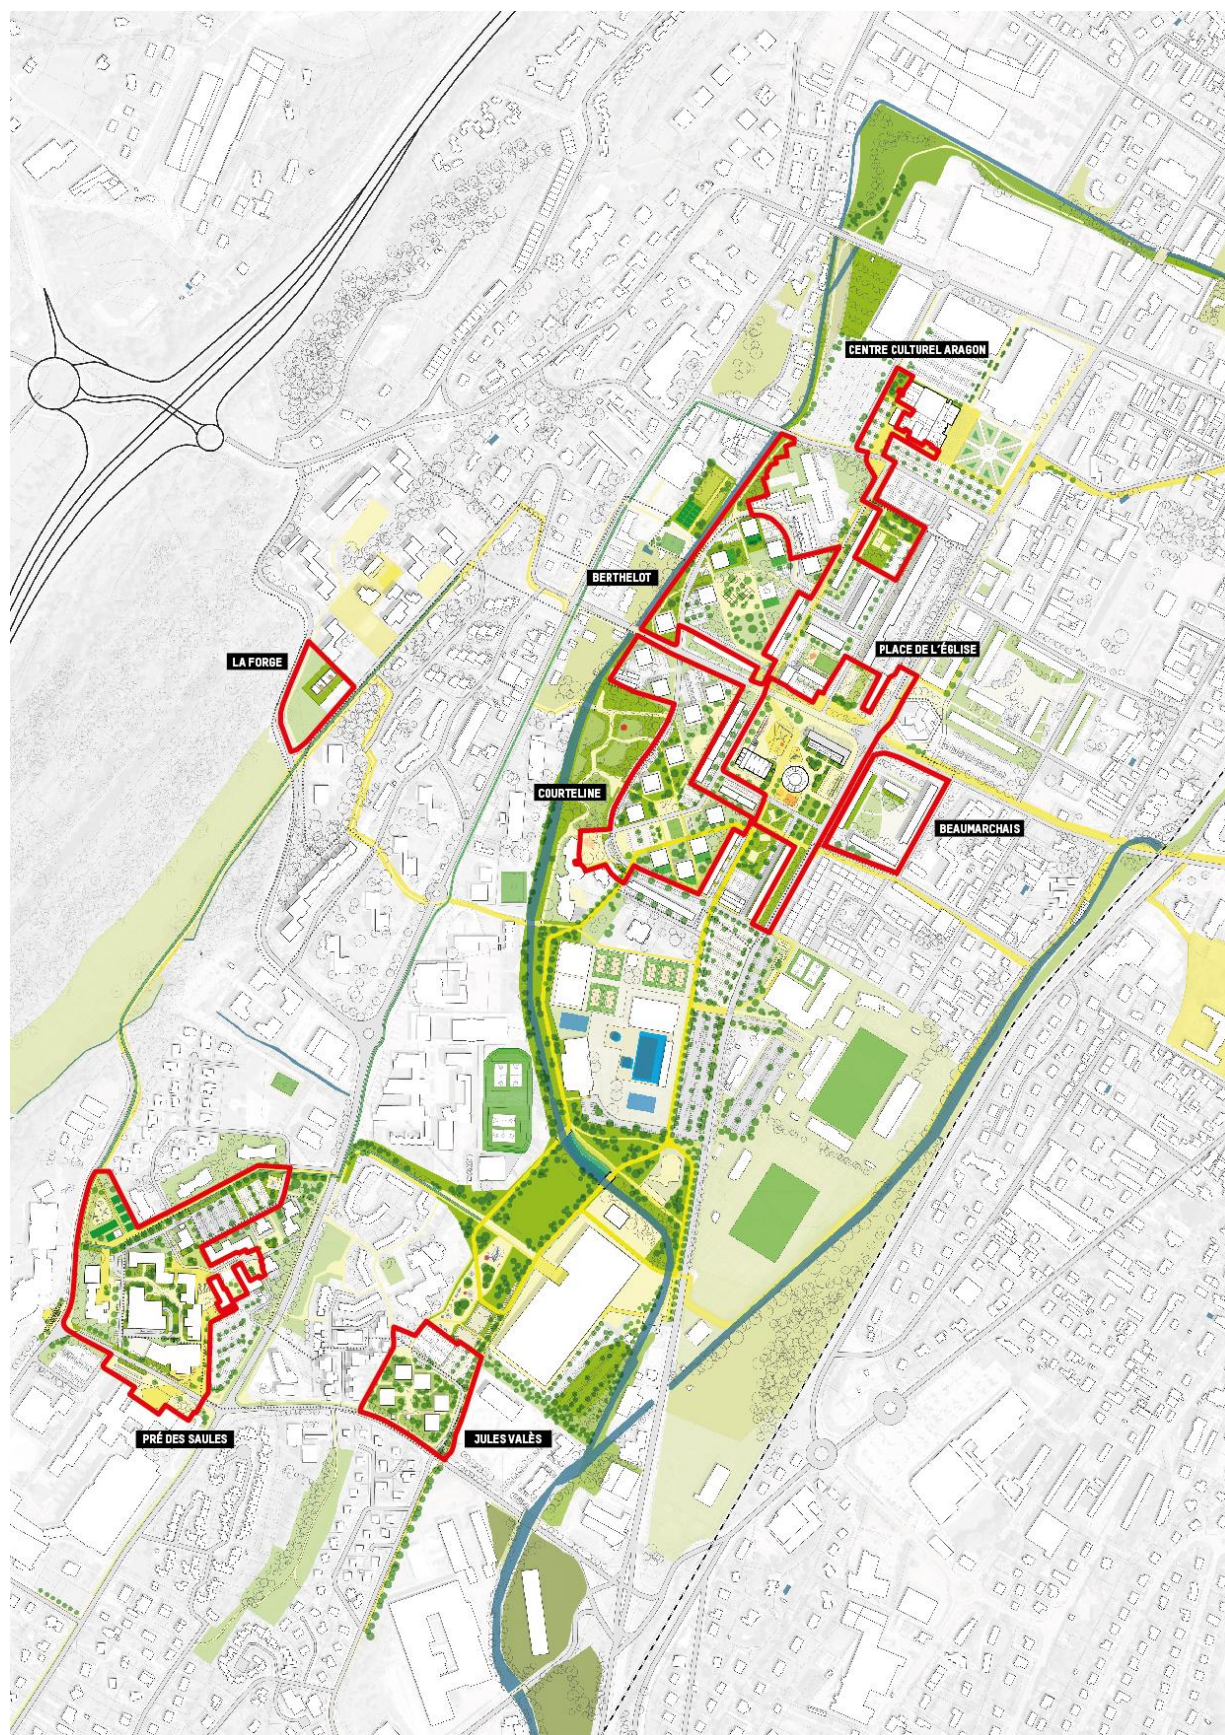 CENTRE CULTUREL ARAGON
BERTHELOT
PLACE DE L'ÉGLISE
LA FORGE
COURTELINE
BEAUMARCHAIS
PRÉ DES SAULES
JULES VALÈS